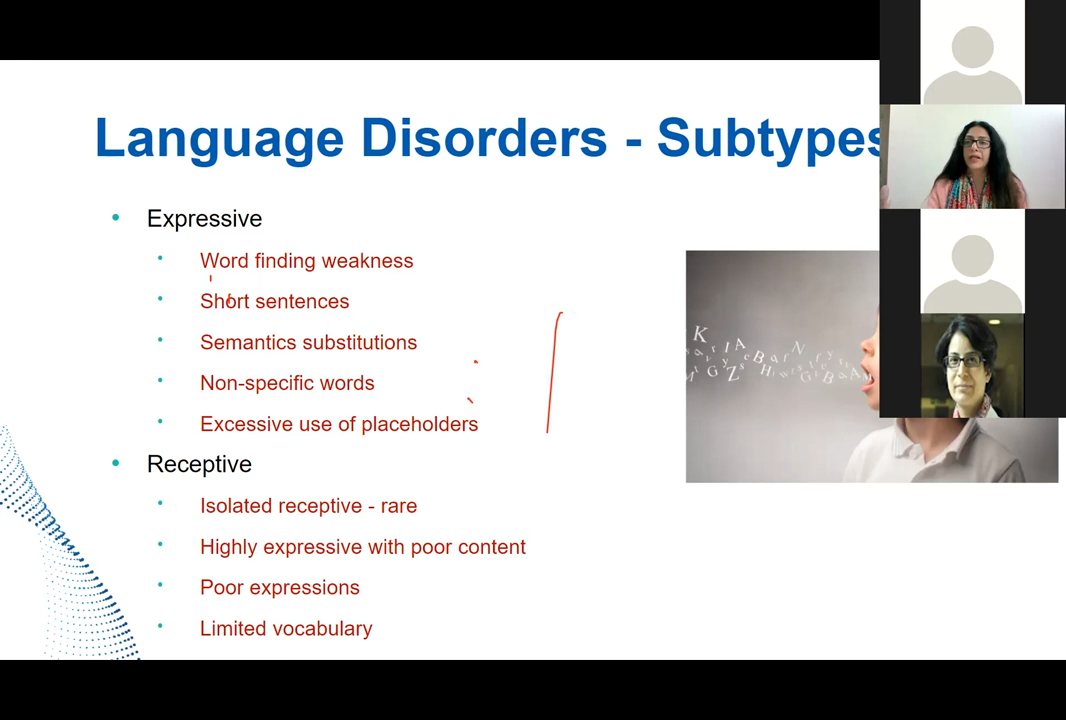 Language Disorders - Subtypes
Expressive
Word finding weakness
Short sentences
Semantics substitutions
Non-specific words
Excessive use of placeholders
Receptive
Isolated receptive - rare
Highly expressive with poor content
Poor expressions
Limited vocabulary